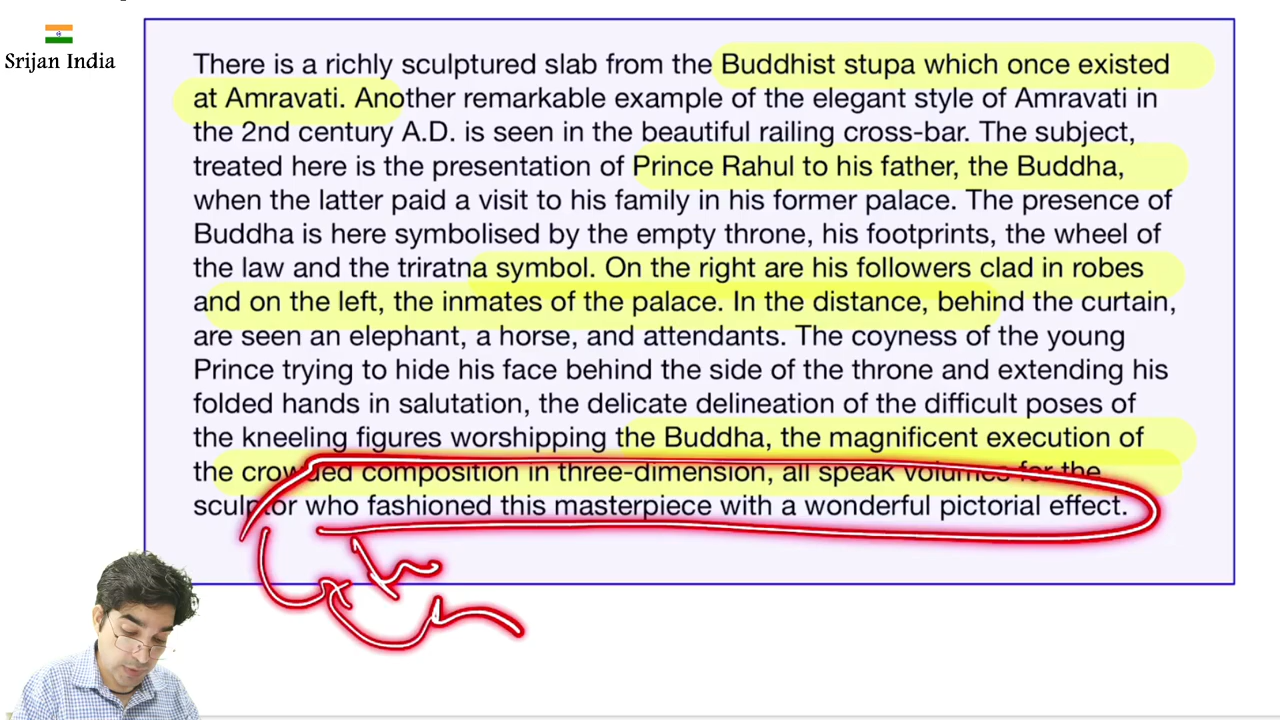 Srijan India
There is a richly sculptured slab from the Buddhist stupa which once existed
at Amravati. Another remarkable example of the elegant style of Amravati in
the 2nd century A.D. is seen in the beautiful railing cross-bar. The subject,
treated here is the presentation of Prince Rahul to his father, the Buddha,
when the latter paid a visit to his family in his former palace. The presence of
Buddha is here symbolised by the empty throne, his footprints, the wheel of
the law and the triratna symbol. On the right are his followers clad in robes
and on the left, the inmates of the palace. In the distance, behind the curtain,
are seen an elephant, a horse, and attendants. The coyness of the young
Prince trying to hide his face behind the side of the throne and extending his
folded hands in salutation, the delicate delineation of the difficult poses of
the kneeling figures worshipping the Buddha, the magnificent execution of
the crowded composition in three-dimension, all speak volumes for the
sculptor who fashioned this masterpiece with a wonderful pictorial effect.